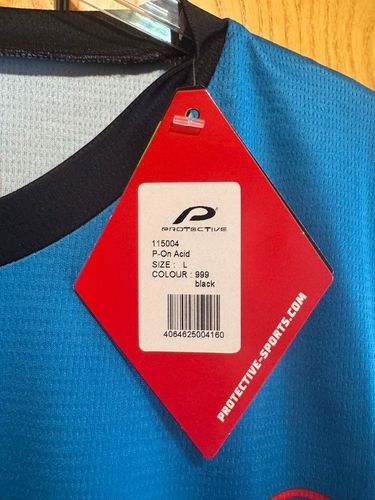 PROTECTIVE
115004
P-On Acid
SIZE : L
COLOUR : 999
black
4064625004160
PROTECTIVE-SPORTS.COM